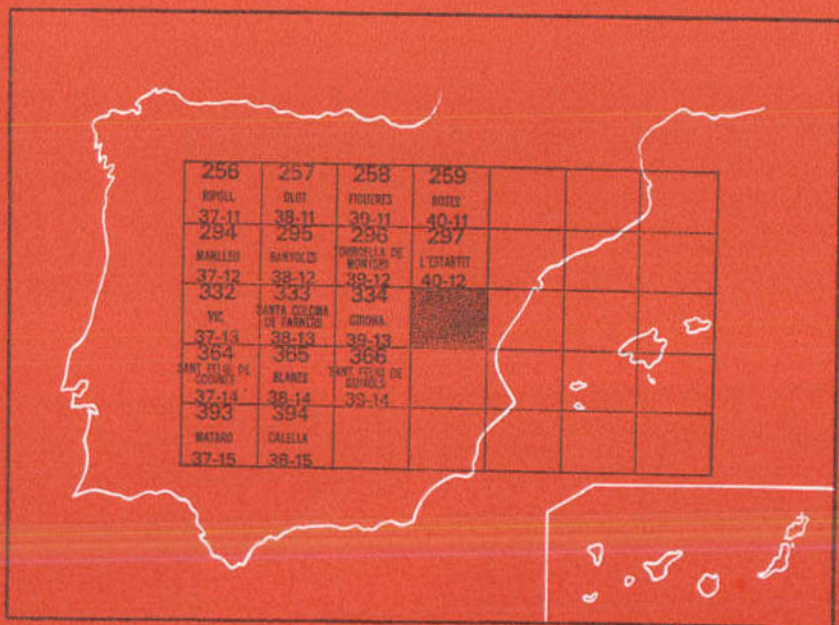 256 257 258 259
RIPOLL OLOT FIGUERES ROSES
37-11 38-11 39-11 40-11
294 295 296 297
MANLLEU BANYOLES TORROELLA DE MONTGRI L'ESTARTIT
37-12 38-12 39-12 40-12
332 333 334
VIC SANTA COLOMA DE FARNERS GIRONA
37-13 38-13 39-13
364 365 366
SANT FELIU DE CODINES BLANES SANT FELIU DE GUIXOLS
37-14 38-14 39-14
393 394
MATARO CALELLA
37-15 38-15